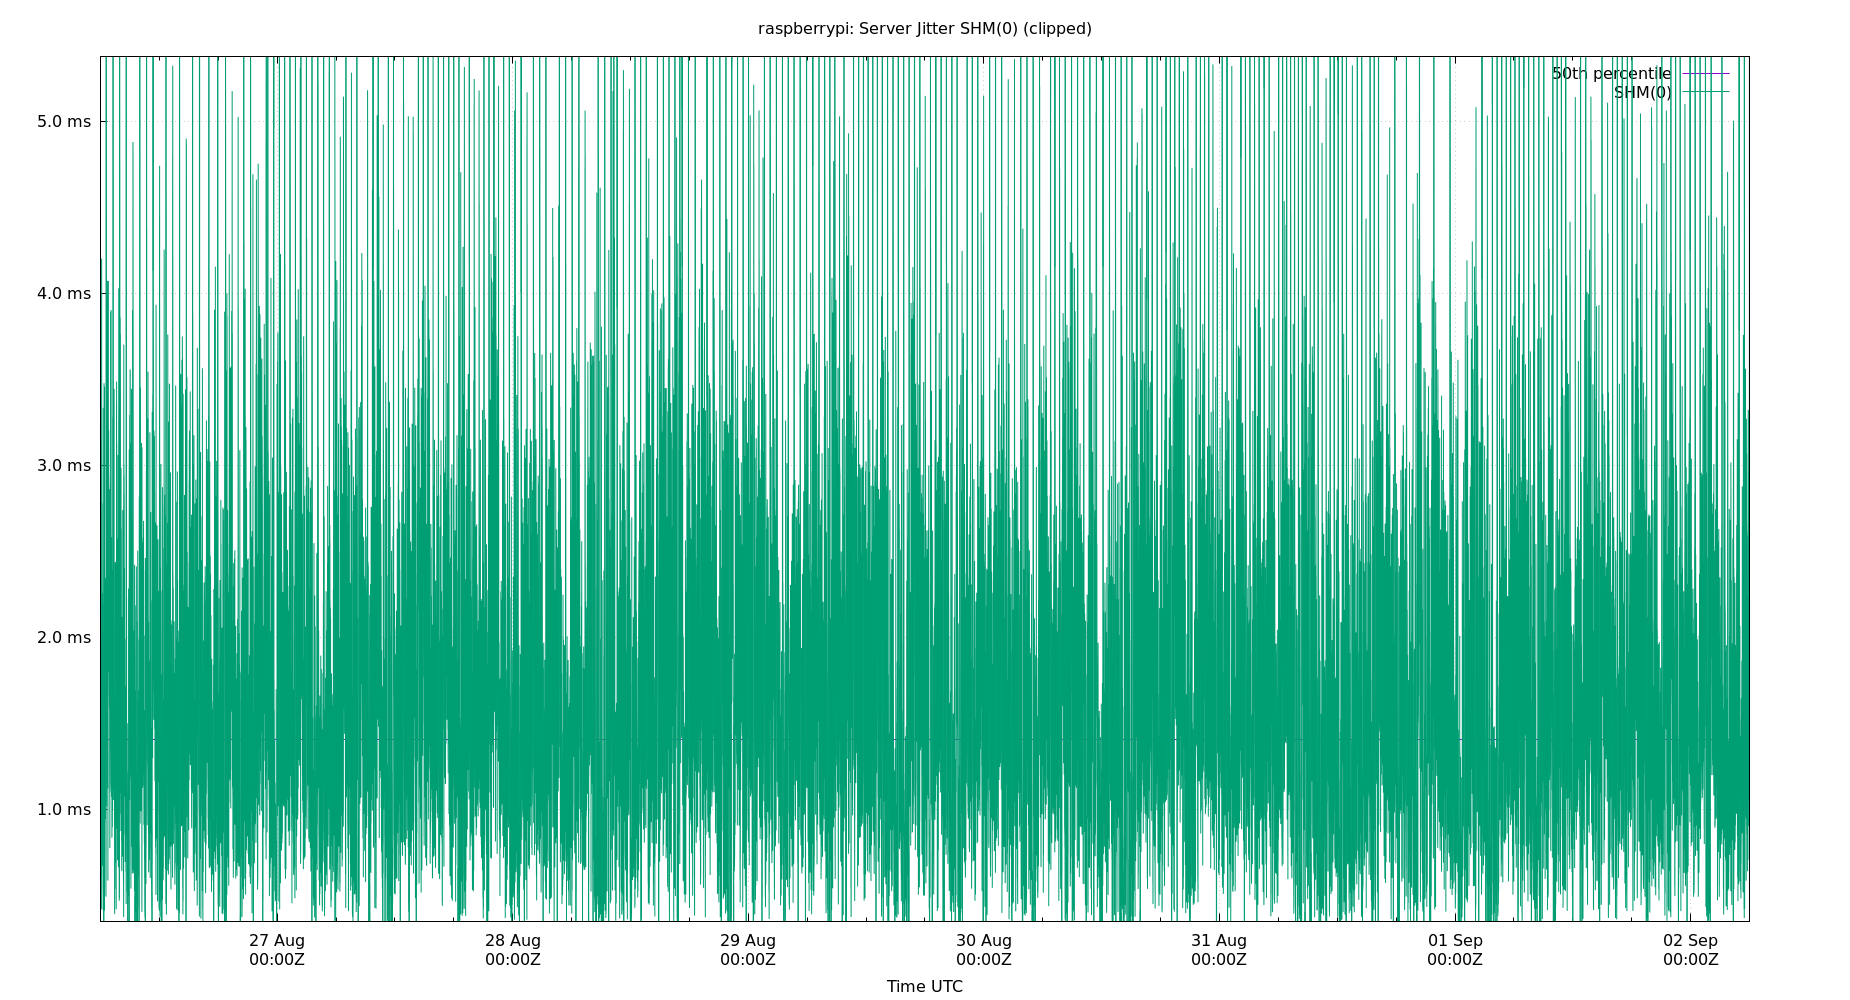 raspberrypi: Server Jitter SHM(0) (clipped)
50th percentile
SHM(0)
5.0 ms
4.0 ms
3.0 ms
2.0 ms
1.0 ms
27 Aug 28 Aug 29 Aug 30 Aug 31 Aug 01 Sep 02 Sep
00:00Z 00:00Z 00:00Z 00:00Z 00:00Z 00:00Z 00:00Z
Time UTC